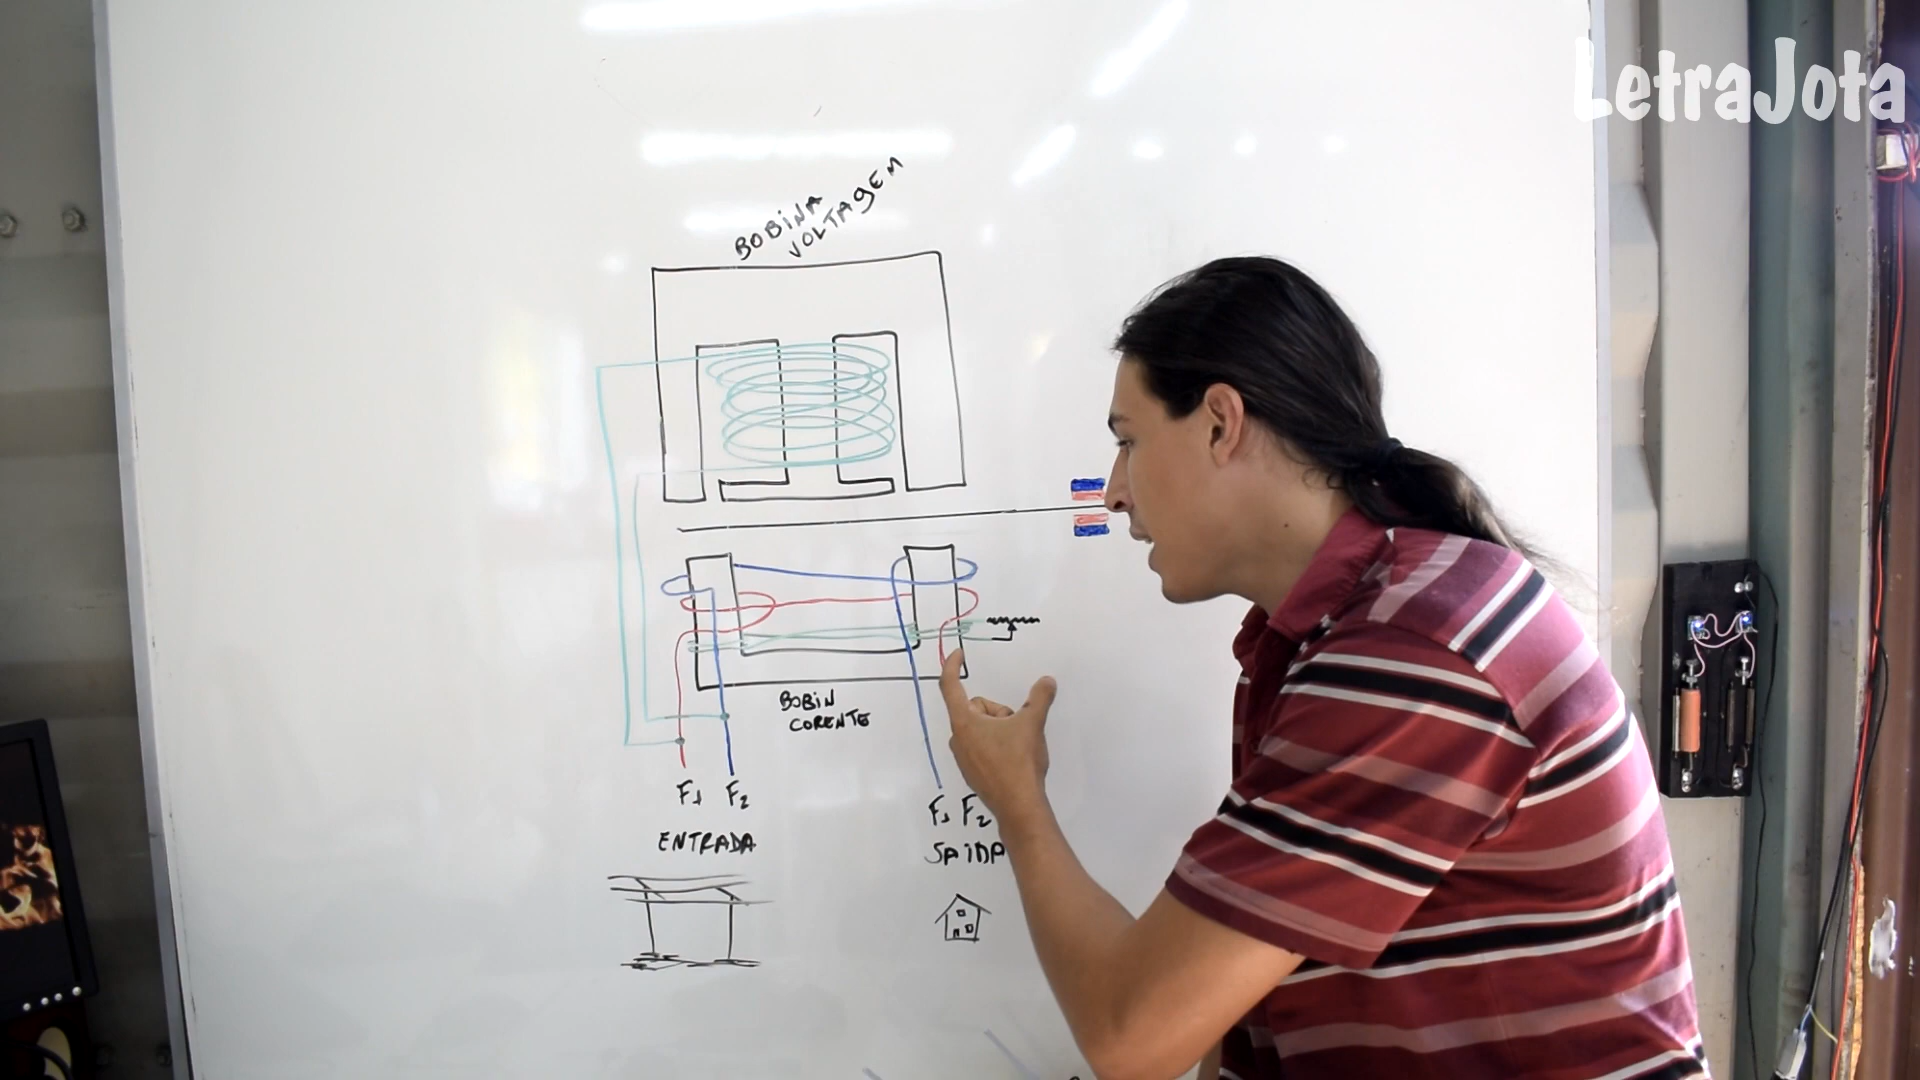 LetraJota
BOBiNA
VOLTAgEM
BOBiN
CORENTE
F1 F2
F1 F2
ENTRADA
SAiDA